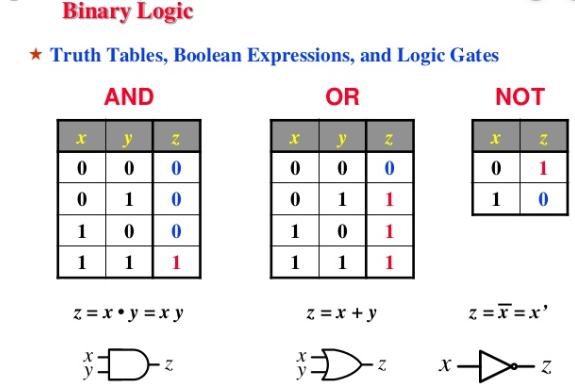 Binary Logic
★ Truth Tables, Boolean Expressions, and Logic Gates
AND OR NOT
x y z x y z x z
0 0 0 0 0 0 0 1
0 1 0 0 1 1 1 0
1 0 0 1 0 1
1 1 1 1 1 1
z = x • y = x y z = x + y z = x̅ = x’
x x
y z y z x z